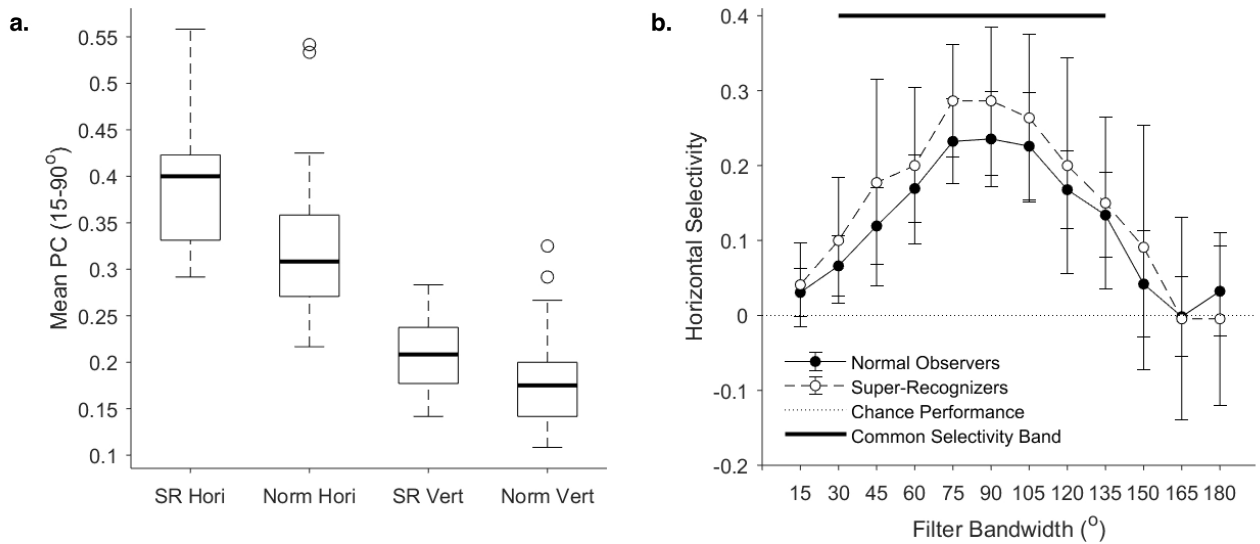 a.
Mean PC (15-90°)
0.55
0.5
0.45
0.4
0.35
0.3
0.25
0.2
0.15
0.1
SR Hori Norm Hori SR Vert Norm Vert
b.
Horizontal Selectivity
0.4
0.3
0.2
0.1
0
-0.1
-0.2
Normal Observers
Super-Recognizers
Chance Performance
Common Selectivity Band
15 30 45 60 75 90 105 120 135 150 165 180
Filter Bandwidth (°)